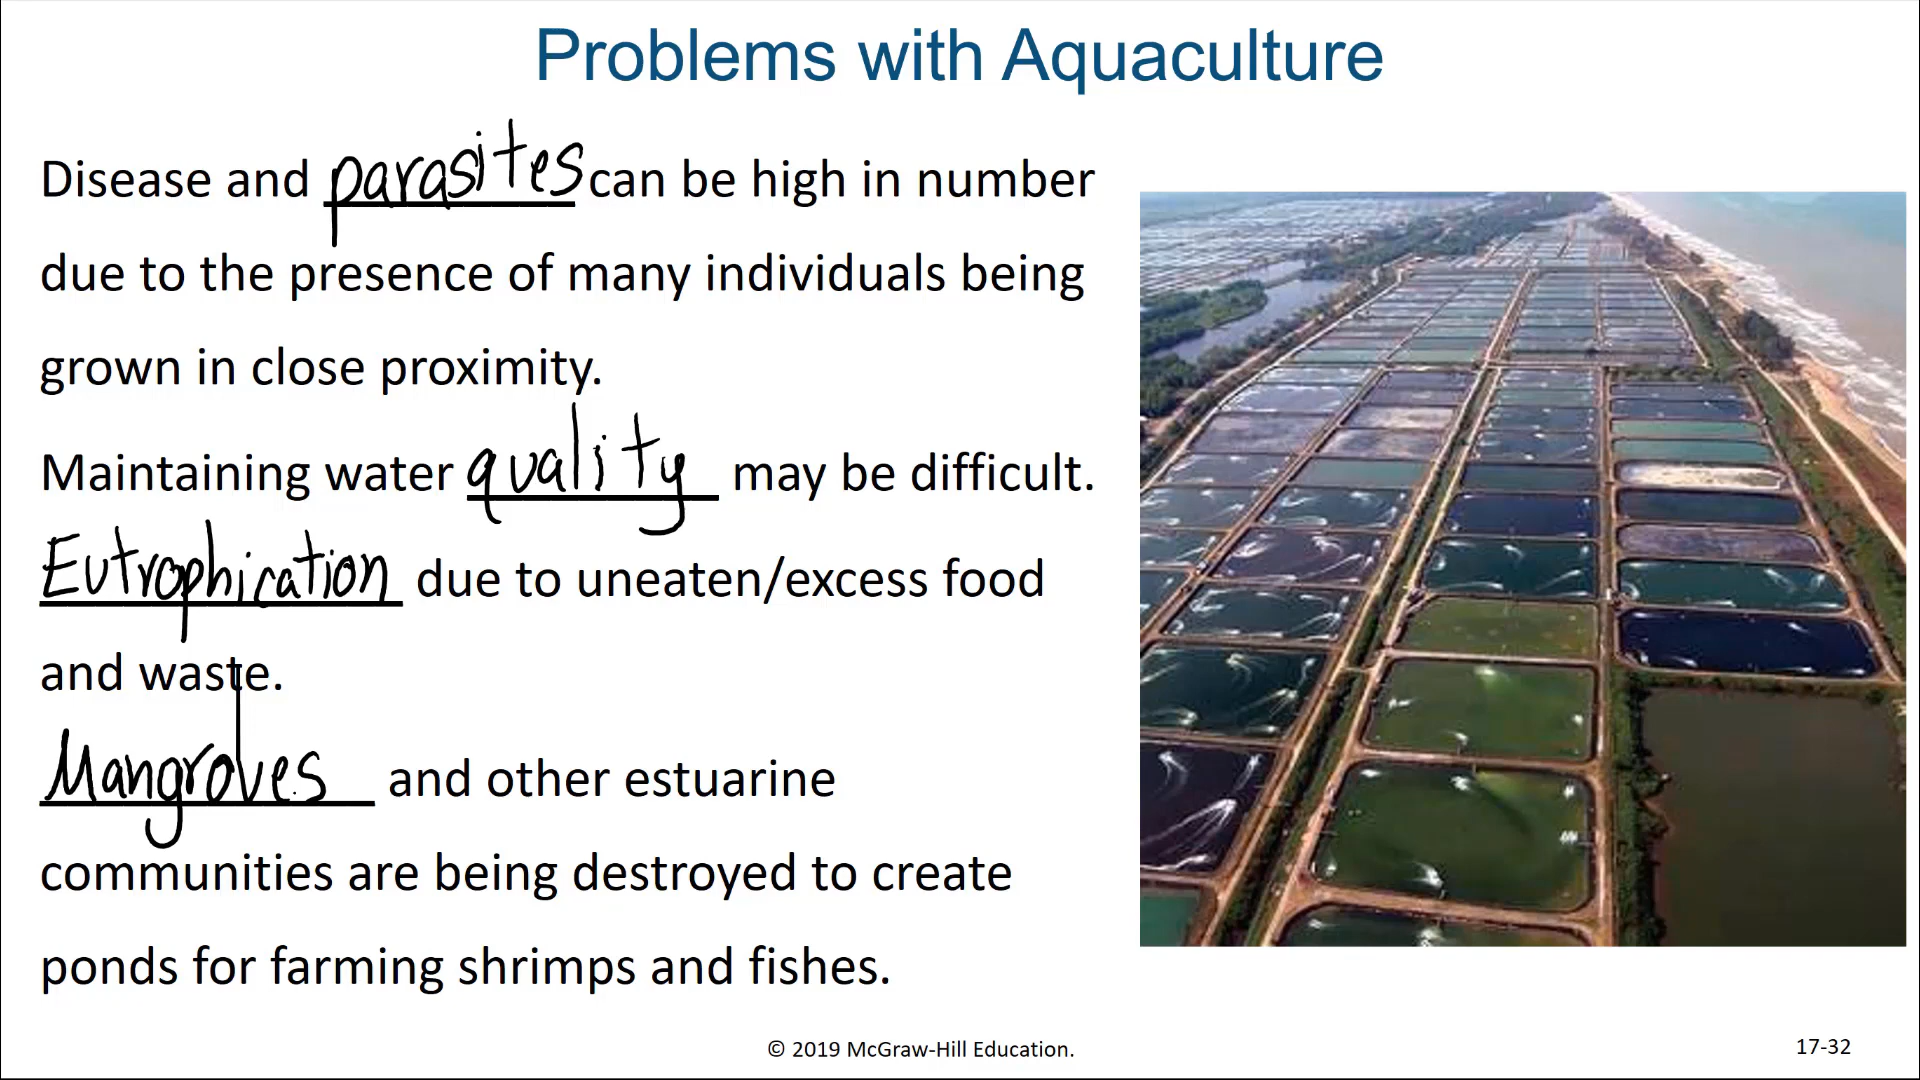 Problems with Aquaculture
Disease and parasites can be high in number
due to the presence of many individuals being
grown in close proximity.
Maintaining water quality may be difficult.
Eutrophication due to uneaten/excess food
and waste.
Mangroves and other estuarine
communities are being destroyed to create
ponds for farming shrimps and fishes.
© 2019 McGraw-Hill Education.
17-32